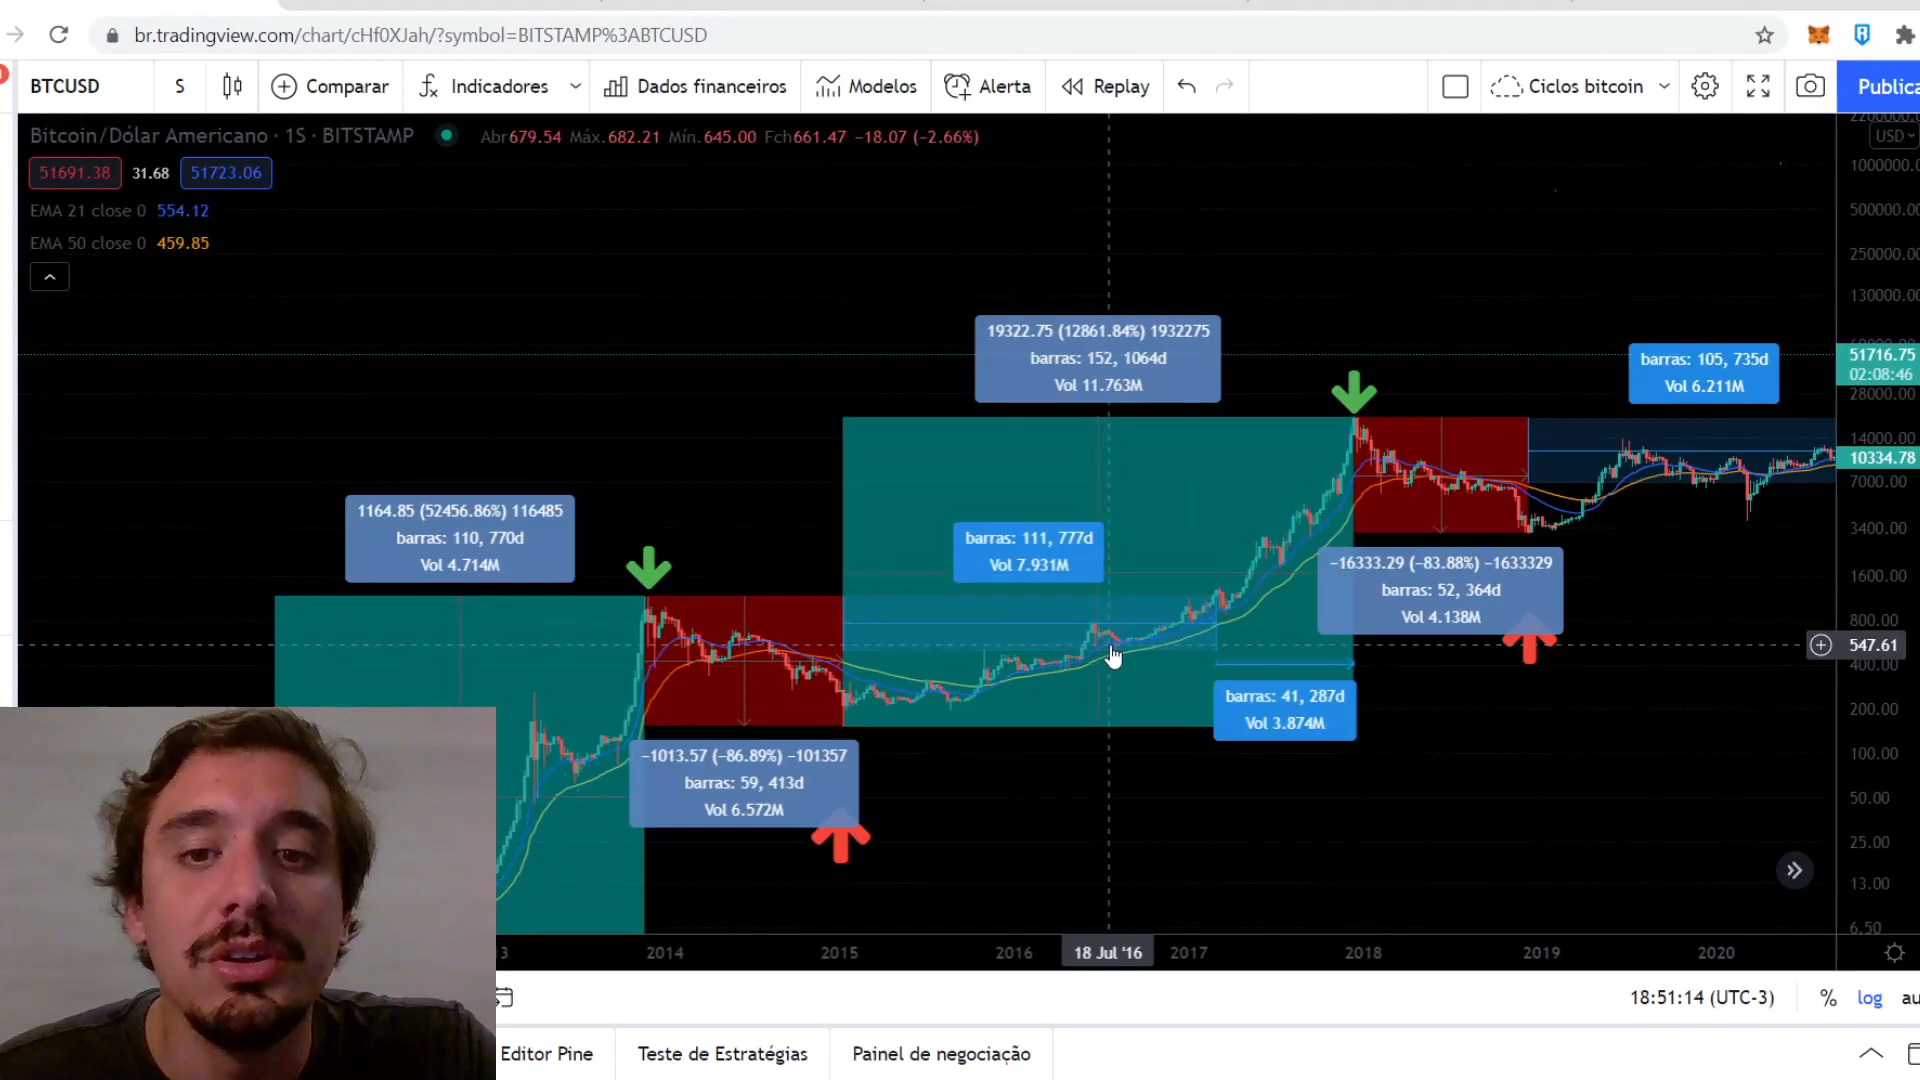 br.tradingview.com/chart/cHf0XJah/?symbol=BITSTAMP%3ABTCUSD
BTCUSD S Comparar Indicadores Dados financeiros Modelos Alerta Replay Ciclos bitcoin Publica
Bitcoin/Dólar Americano · 1S · BITSTAMP Abr679.54 Máx.682.21 Mín.645.00 Fch661.47 −18.07 (−2.66%)
USD
51691.38 31.68 51723.06
EMA 21 close 0 554.12
EMA 50 close 0 459.85
19322.75 (12861.84%) 1932275
barras: 152, 1064d
Vol 11.763M
barras: 105, 735d
Vol 6.211M
1164.85 (52456.86%) 116485
barras: 110, 770d
Vol 4.714M
barras: 111, 777d
Vol 7.931M
−16333.29 (−83.88%) −1633329
barras: 52, 364d
Vol 4.138M
barras: 41, 287d
Vol 3.874M
−1013.57 (−86.89%) −101357
barras: 59, 413d
Vol 6.572M
1000000.0
500000.00
250000.00
130000.00
51716.75
02:08:46
28000.00
14000.00
10334.78
7000.00
3400.00
1600.00
800.00
547.61
400.00
200.00
100.00
50.00
25.00
13.00
6.50
3 2014 2015 2016 18 Jul '16 2017 2018 2019 2020
18:51:14 (UTC-3) % log au
Editor Pine Teste de Estratégias Painel de negociação